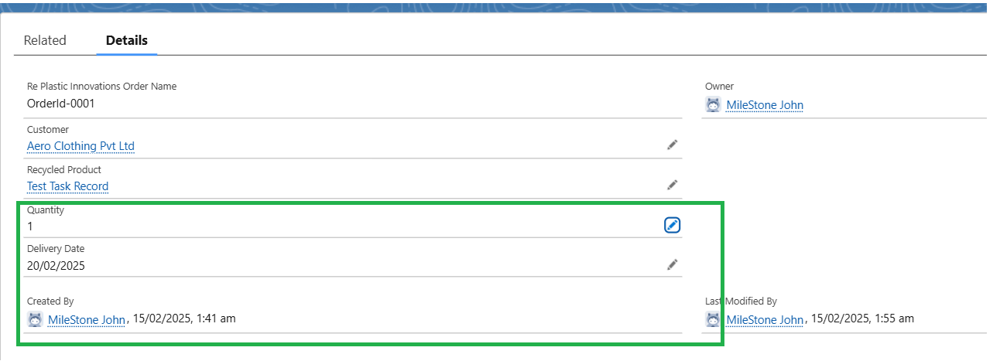 Related Details
Re Plastic Innovations Order Name
OrderId-0001
Owner
MileStone John
Customer
Aero Clothing Pvt Ltd
Recycled Product
Test Task Record
Quantity
1
Delivery Date
20/02/2025
Created By
MileStone John, 15/02/2025, 1:41 am
Last Modified By
MileStone John, 15/02/2025, 1:55 am